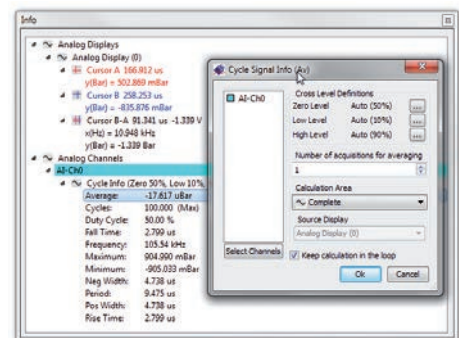 Info
Analog Displays
Analog Display (0)
Cursor A 166.912 us
y(Bar) = 502.869 mBar
Cursor B 258.253 us
y(Bar) = -835.876 mBar
Cursor B-A 91.341 us -1.339 V
x(Hz) = 10.948 kHz
y(Bar) = -1.339 Bar
Analog Channels
AI-Ch0
Cycle Info (Zero 50%, Low 10%,
Average: -17.617 uBar
Cycles: 100.000 (Max)
Duty Cycle: 50.00 %
Fall Time: 2.799 us
Frequency: 105.54 kHz
Maximum: 904.990 mBar
Minimum: -905.033 mBar
Neg Width: 4.738 us
Period: 9.475 us
Pos Width: 4.738 us
Rise Time: 2.799 us
Cycle Signal Info (Av)
AI-Ch0
Select Channels
Cross Level Definitions
Zero Level Auto (50%) ...
Low Level Auto (10%) ...
High Level Auto (90%) ...
Number of acquisitions for averaging
1
Calculation Area
Complete
Source Display
Analog Display (0)
Keep calculation in the loop
Ok Cancel